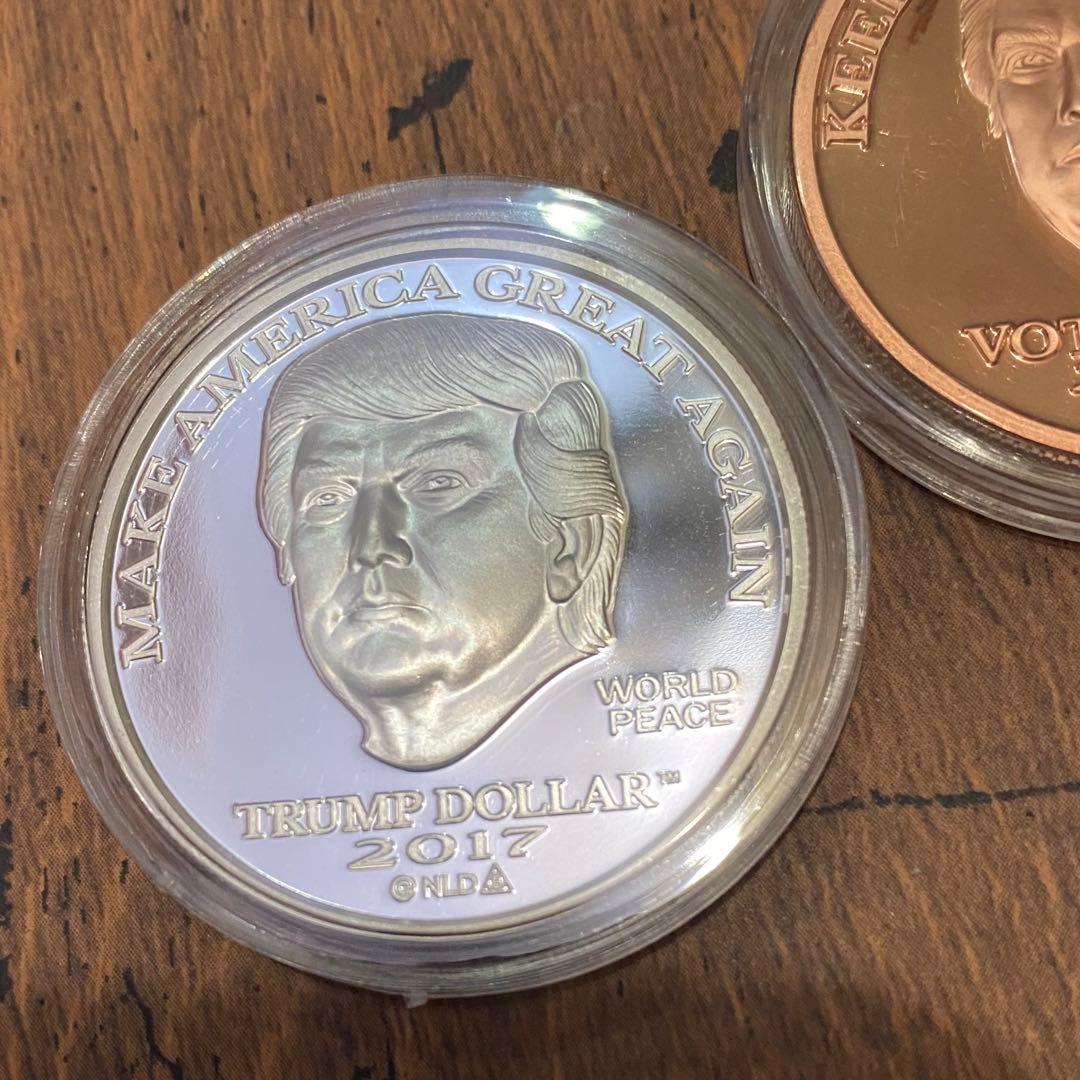 MAKE AMERICA GREAT AGAIN
WORLD
PEACE
TRUMP DOLLAR™
2017
© NLD